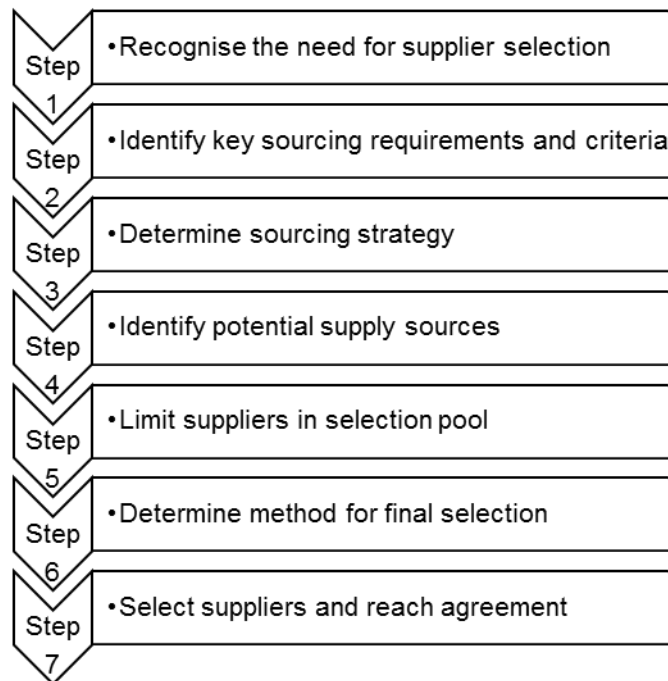 Step
1
•Recognise the need for supplier selection
Step
2
•Identify key sourcing requirements and criteria
Step
3
•Determine sourcing strategy
Step
4
•Identify potential supply sources
Step
5
•Limit suppliers in selection pool
Step
6
•Determine method for final selection
Step
7
•Select suppliers and reach agreement